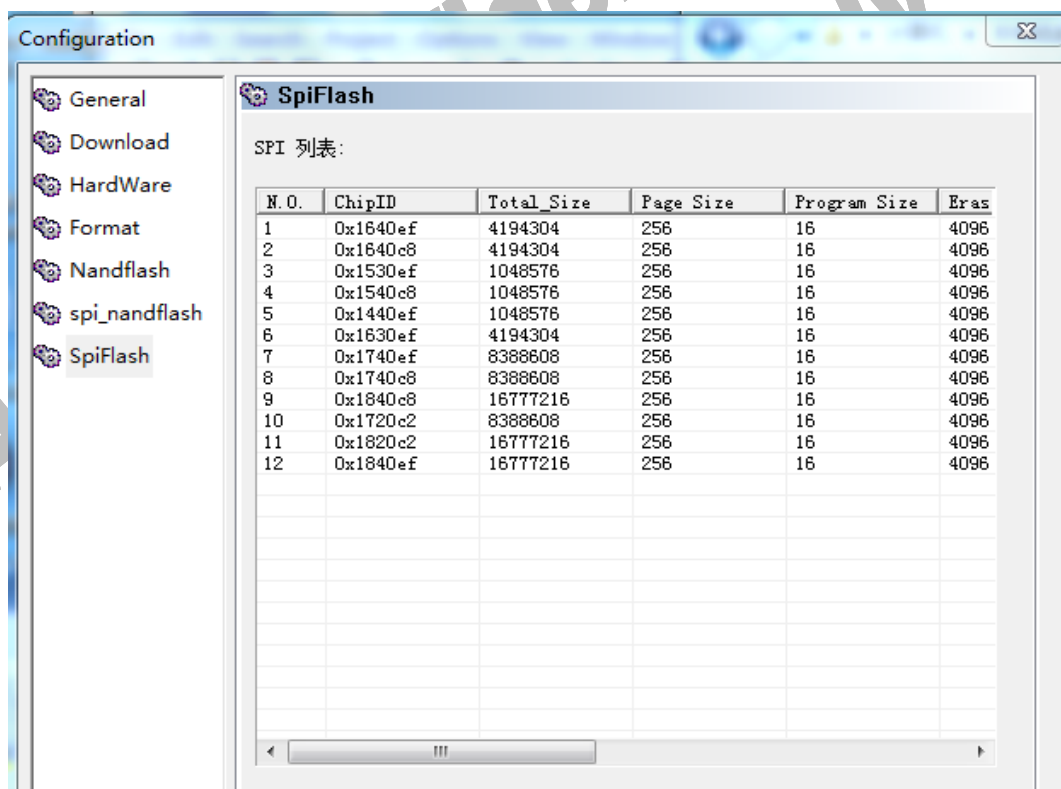 Configuration
General
Download
HardWare
Format
Nandflash
spi_nandflash
SpiFlash
SpiFlash
SPI 列表:
N.O. ChipID Total_Size Page Size Program Size Eras
1 0x1640ef 4194304 256 16 4096
2 0x1640c8 4194304 256 16 4096
3 0x1530ef 1048576 256 16 4096
4 0x1540c8 1048576 256 16 4096
5 0x1440ef 1048576 256 16 4096
6 0x1630ef 4194304 256 16 4096
7 0x1740ef 8388608 256 16 4096
8 0x1740c8 8388608 256 16 4096
9 0x1840c8 16777216 256 16 4096
10 0x1720c2 8388608 256 16 4096
11 0x1820c2 16777216 256 16 4096
12 0x1840ef 16777216 256 16 4096